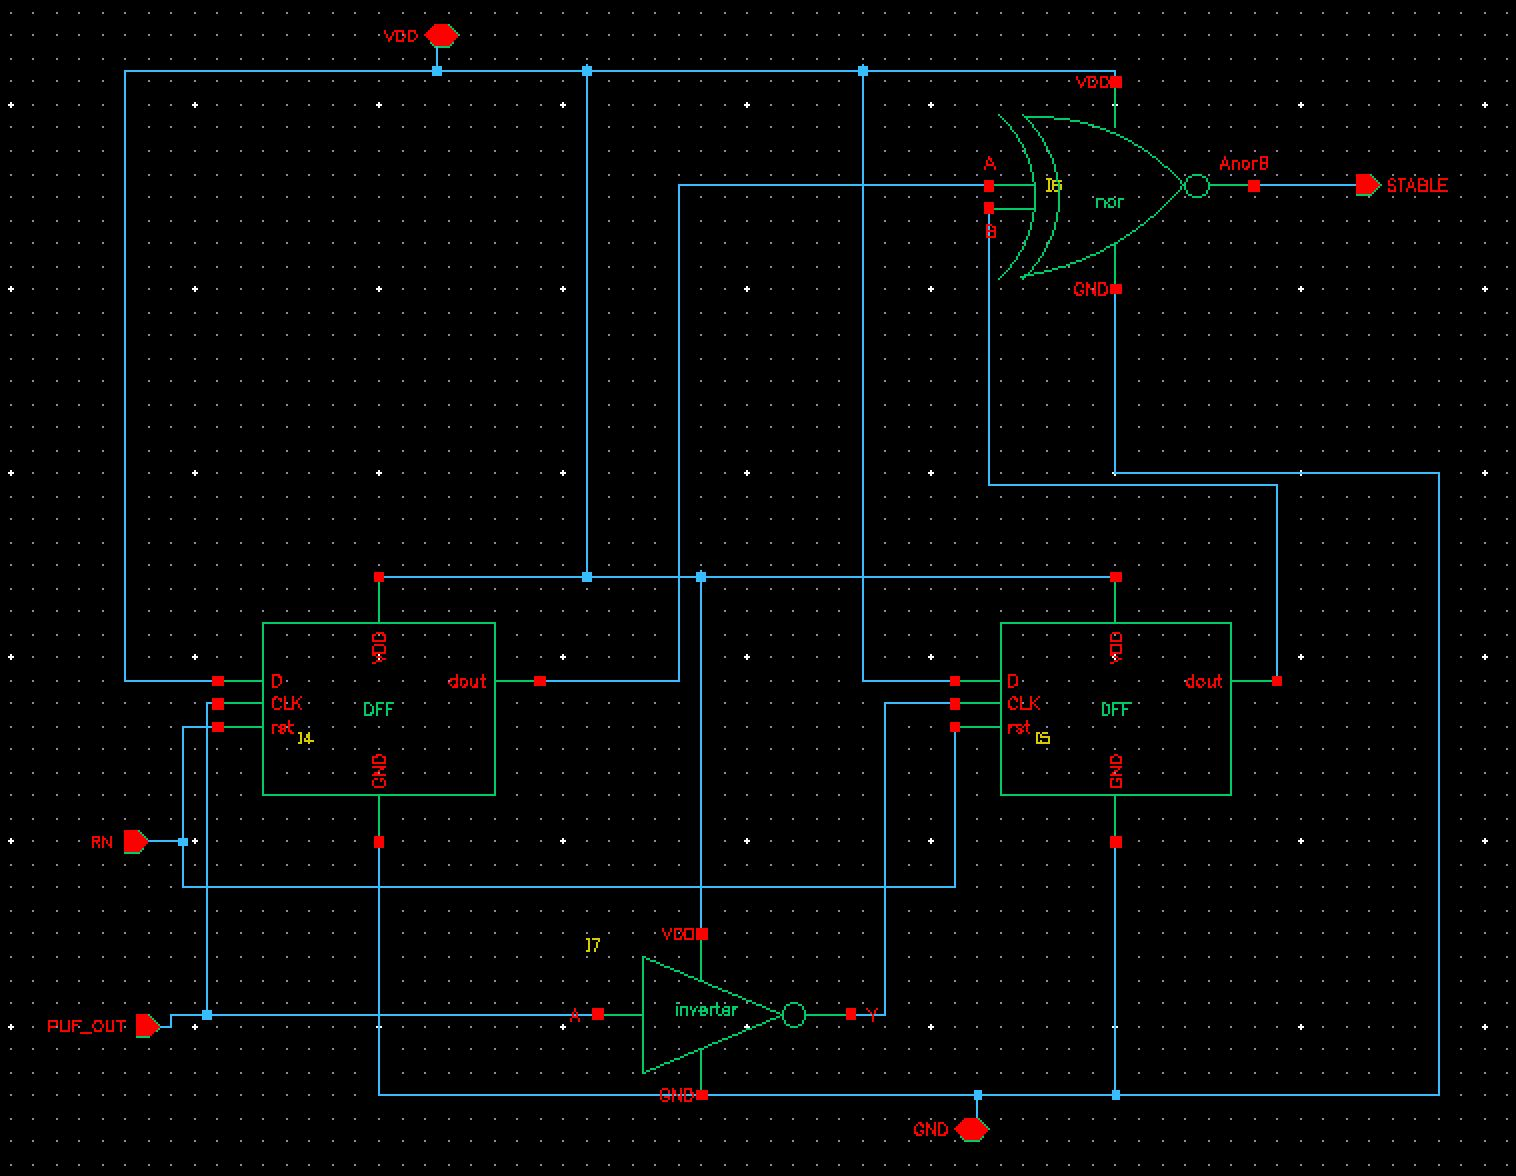 VDD
VDD
A
AnorB
I6
STABLE
nor
B
GND
VDD
VDD
D
dout
D
dout
CLK
DFF
CLK
DFF
rst
I4
rst
I5
GND
GND
RN
I7
VDD
inverter
A
Y
PUF_OUT
GND
GND